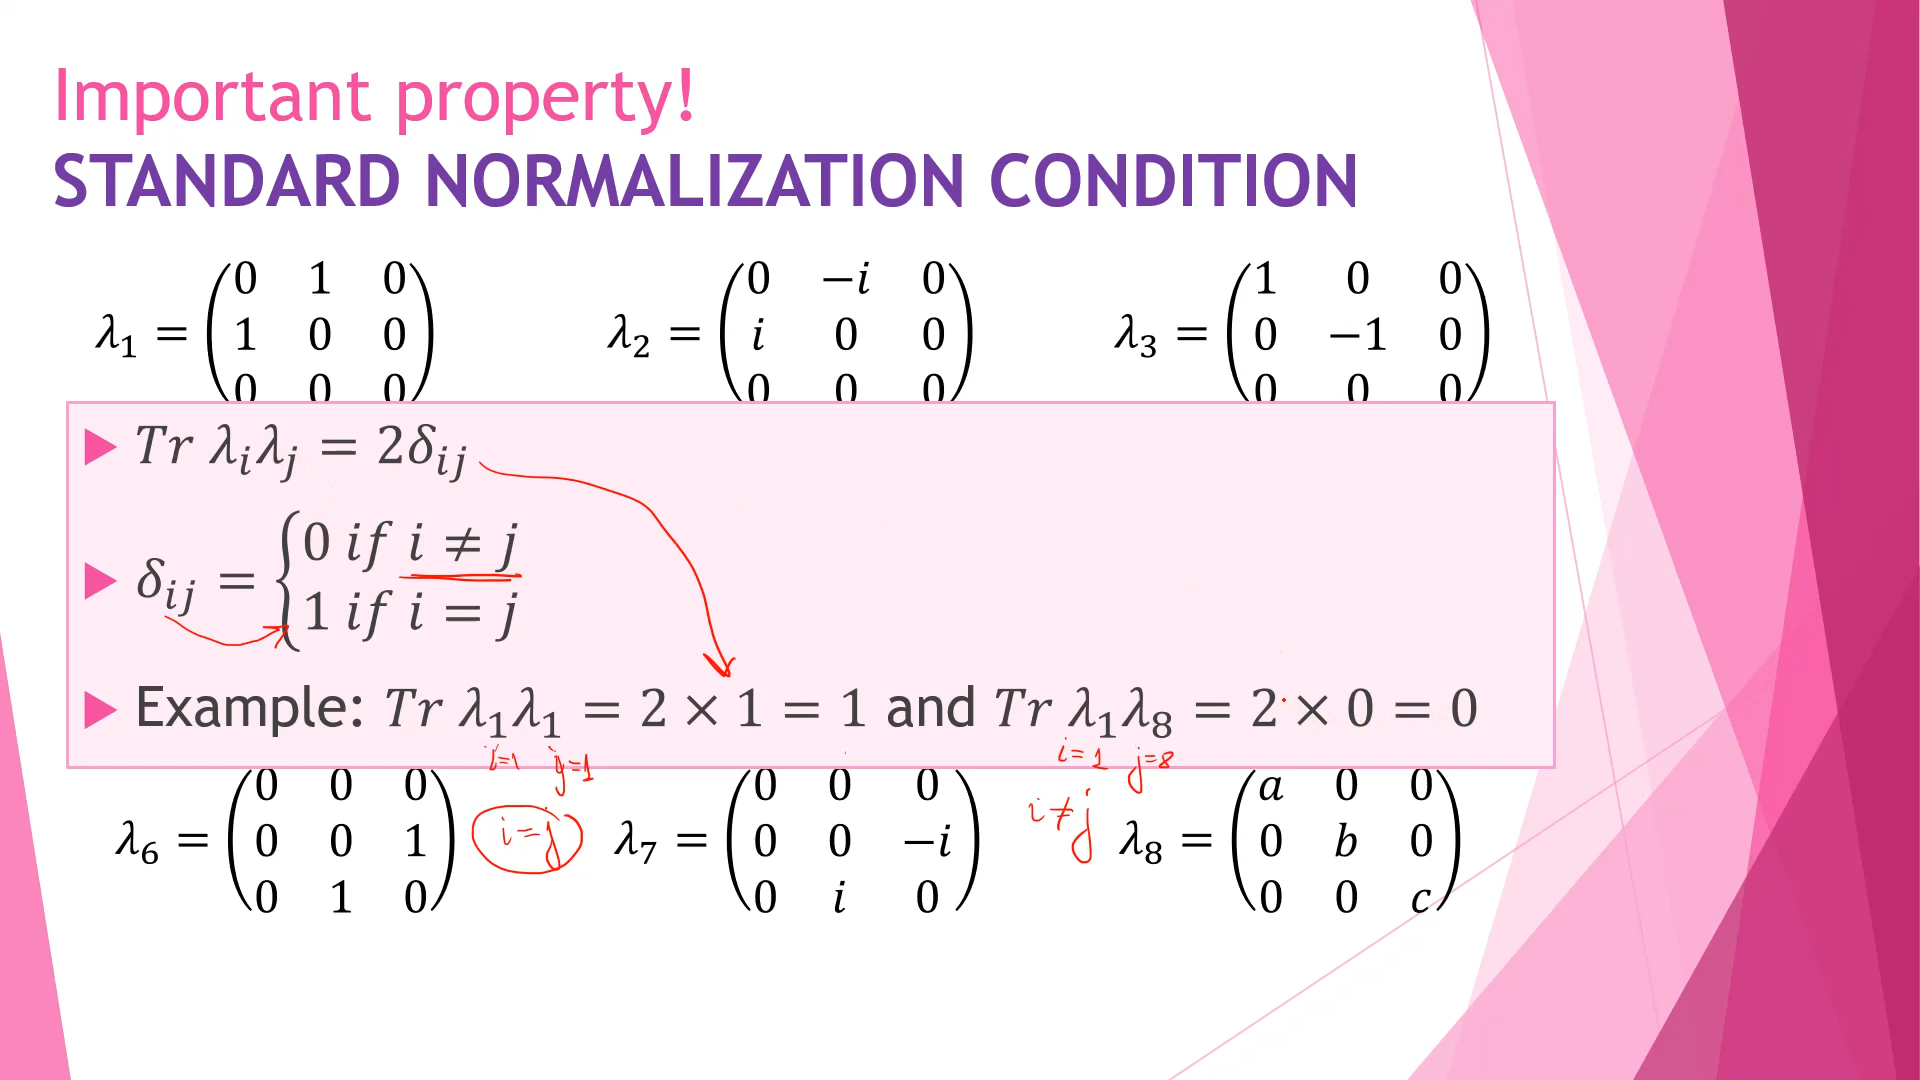 Important property!
STANDARD NORMALIZATION CONDITION
0 1 0
0 −i 0
1 0 0
λ₁ = 1 0 0
λ₂ = i 0 0
λ₃ = 0 −1 0
0 0 0
0 0 0
0 0 0
Tr λᵢλⱼ = 2δᵢⱼ
0 if i ≠ j
δᵢⱼ =
1 if i = j
Example: Tr λ₁λ₁ = 2 × 1 = 1 and Tr λ₁λ₈ = 2 × 0 = 0
i=1 j=1
i=1 j=8
0 0 0
0 0 0
a 0 0
i=j
i≠j
λ₆ = 0 0 1
λ₇ = 0 0 −i
λ₈ = 0 b 0
0 1 0
0 i 0
0 0 c